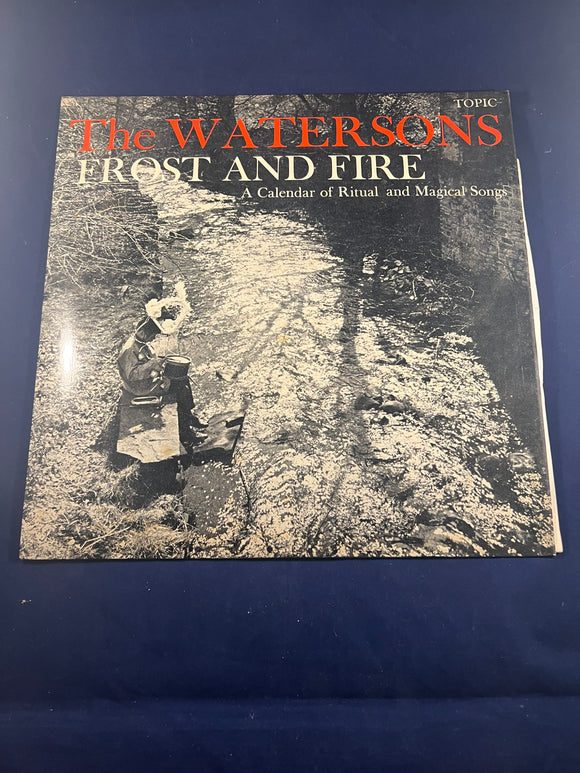 TOPIC
The WATERSONS
FROST AND FIRE
A Calendar of Ritual and Magical Songs